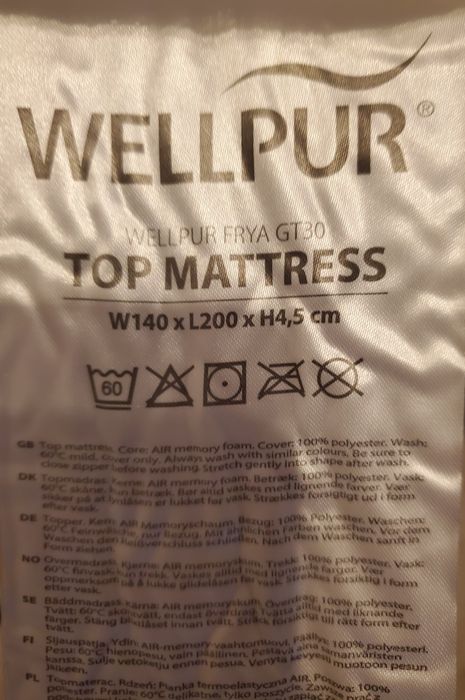 WELLPUR®
WELLPUR FRYA GT30
TOP MATTRESS
W140 x L200 x H4,5 cm
60
GB Top mattress. Core: AIR memory foam. Cover: 100% polyester. Wash:
60°C mild, cover only. Always wash with similar colours. Be sure to
close zipper before washing. Stretch gently into shape after wash.
DK Topmadras. Kerne: AIR memory foam. Betræk: 100% polyester. Vask:
60°C skåne, kun betræk. Bør altid vaskes med lignende farver. Vær
sikker på at lynlåsen er lukket før vask. Strækkes forsigtigt ud i form
efter vask.
DE Topper. Kern: AIR Memoryschaum. Bezug: 100% Polyester. Waschen:
60°C Feinwäsche, nur Bezug. Mit ähnlichen Farben waschen. Vor dem
Waschen den Reißverschluss schließen. Nach dem Waschen sanft in
Form ziehen.
NO Overmadrass. Kjerne: AIR memoryskum. Trekk: 100% polyester. Vask:
60°C finvask, kun trekk. Vaskes alltid med lignende farger. Vær
oppmerksom på å lukke glidelåsen før vask. Strekkes forsiktig i form
etter vask.
SE Bäddmadrass. Kärna: AIR memoryskum. Överdrag: 100% polyester.
Tvätt: 60°C skontvätt, endast överdrag. Tvätta alltid med liknande
färger. Stäng blixtlåset innan tvätt. Sträck försiktigt till rätt form efter
tvätt.
FI Sijauspatja. Ydin: AIR-memory-vaahtomuovi. Päällys: 100% polyesteri.
Pesu: 60°C hienopesu, vain päällinen. Pestävä aina samanväristen
kanssa. Sulje vetoketju ennen pesua. Venytä kevyesti muotoon pesun
jälkeen.
PL Topmaterac. Rdzeń: Pianka termoelastyczna AIR. Poszwa: 100%
poliester. Pranie: 60°C delikatne, tylko poszycie. Zawsze prać z